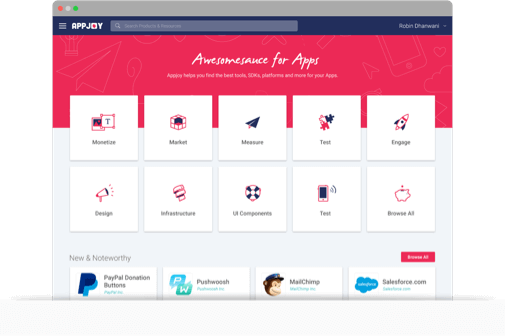 APPJOY
Search Products & Resources
Robin Dhanwani
Awesomesauce for Apps
Appjoy helps you find the best tools, SDKs, platforms and more for your Apps.
Monetize
Market
Measure
Test
Engage
Design
Infrastructure
UI Components
Test
Browse All
New & Noteworthy
Browse All
PayPal Donation
Buttons
PayPal Inc
Pushwoosh
Pushwoosh Inc.
MailChimp
MailChimp Inc.
salesforce
Salesforce.com
Salesforce.com